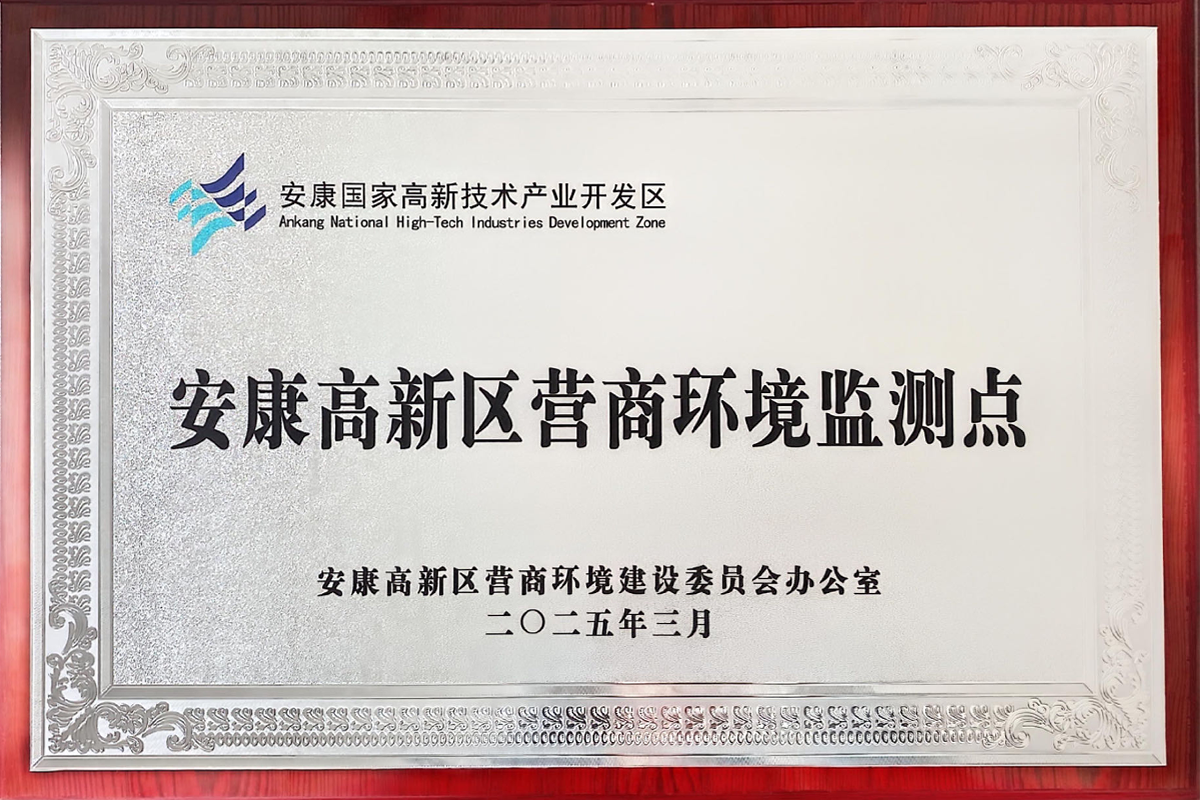 安康国家高新技术产业开发区
Ankang National High-Tech Industries Development Zone
安康高新区营商环境监测点
安康高新区营商环境建设委员会办公室
二〇二五年三月